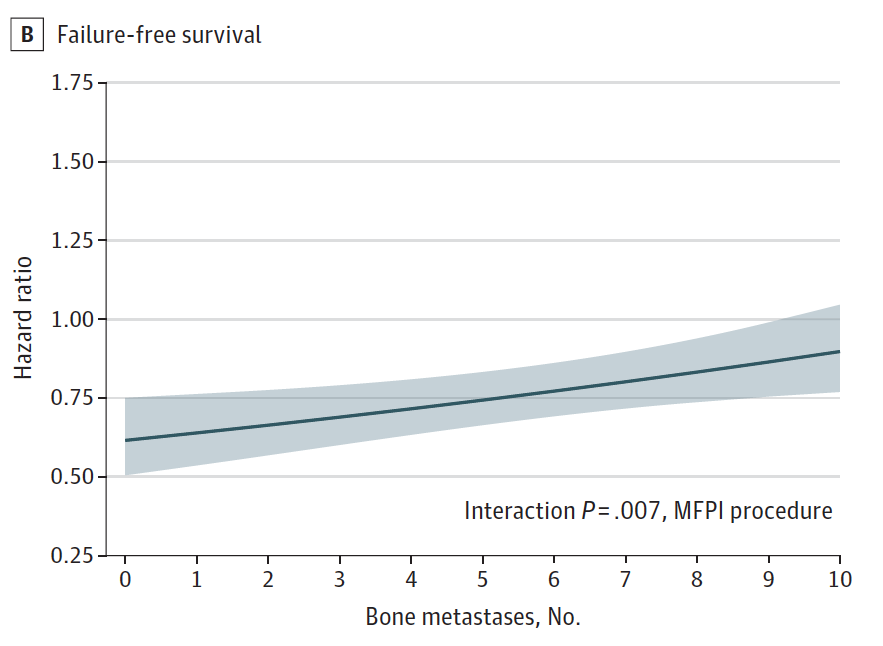 B Failure-free survival
1.75
1.50
1.25
1.00
0.75
0.50
0.25
Hazard ratio
Interaction P=.007, MFPI procedure
0 1 2 3 4 5 6 7 8 9 10
Bone metastases, No.